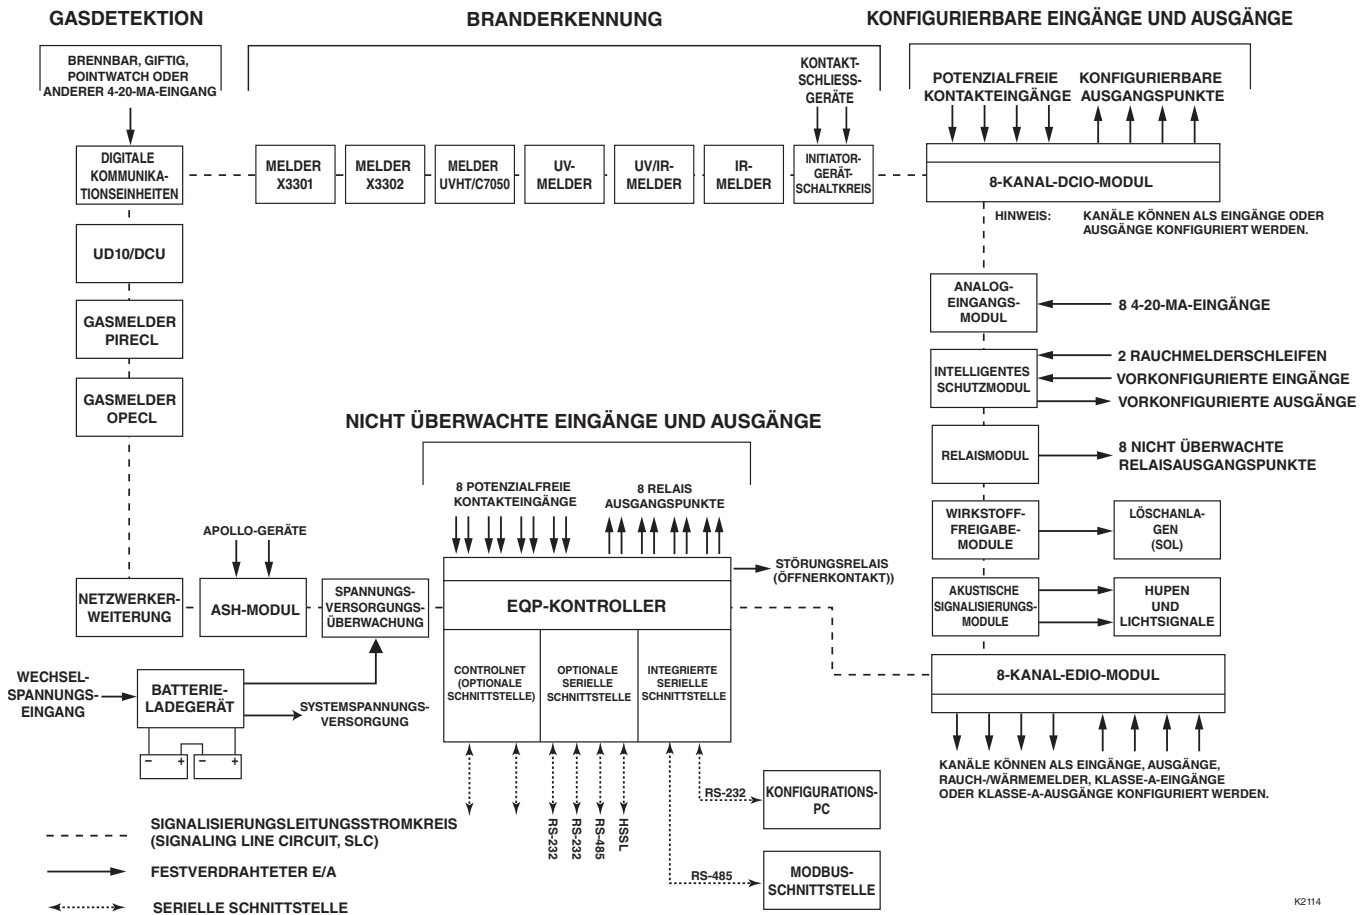 GASDETEKTION
BRANDERKENNUNG
KONFIGURIERBARE EINGÄNGE UND AUSGÄNGE
BRENNBAR, GIFTIG,
POINTWATCH ODER
ANDERER 4-20-MA-EINGANG
KONTAKT-
SCHLIESS-
GERÄTE
POTENZIALFREIE
KONTAKTEINGÄNGE
KONFIGURIERBARE
AUSGANGSPUNKTE
DIGITALE
KOMMUNIKA-
TIONSEINHEITEN
MELDER
X3301
MELDER
X3302
MELDER
UVHT/C7050
UV-
MELDER
UV/IR-
MELDER
IR-
MELDER
INITIATOR-
GERÄT-
SCHALTKREIS
8-KANAL-DCIO-MODUL
HINWEIS: KANÄLE KÖNNEN ALS EINGÄNGE ODER
AUSGÄNGE KONFIGURIERT WERDEN.
UD10/DCU
GASMELDER
PIRECL
GASMELDER
OPECL
ANALOG-
EINGANGS-
MODUL
8 4-20-MA-EINGÄNGE
INTELLIGENTES
SCHUTZMODUL
2 RAUCHMELDERSCHLEIFEN
VORKONFIGURIERTE EINGÄNGE
VORKONFIGURIERTE AUSGÄNGE
RELAISMODUL
8 NICHT ÜBERWACHTE
RELAISAUSGANGSPUNKTE
WIRKSTOFF-
FREIGABE-
MODULE
LÖSCHANLA-
GEN
(SOL)
AKUSTISCHE
SIGNALISIERUNGS-
MODULE
HUPEN
UND
LICHTSIGNALE
8-KANAL-EDIO-MODUL
KANÄLE KÖNNEN ALS EINGÄNGE, AUSGÄNGE,
RAUCH-/WÄRMEMELDER, KLASSE-A-EINGÄNGE
ODER KLASSE-A-AUSGÄNGE KONFIGURIERT WERDEN.
NICHT ÜBERWACHTE EINGÄNGE UND AUSGÄNGE
8 POTENZIALFREIE
KONTAKTEINGÄNGE
8 RELAIS
AUSGANGSPUNKTE
STÖRUNGSRELAIS
(ÖFFNERKONTAKT))
APOLLO-GERÄTE
NETZWERKER-
WEITERUNG
ASH-MODUL
SPANNUNGS-
VERSORGUNGS-
ÜBERWACHUNG
EQP-KONTROLLER
CONTROLNET
(OPTIONALE
SCHNITTSTELLE)
OPTIONALE
SERIELLE
SCHNITTSTELLE
INTEGRIERTE
SERIELLE
SCHNITTSTELLE
WECHSEL-
SPANNUNGS-
EINGANG
BATTERIE-
LADEGERÄT
SYSTEMSPANNUNGS-
VERSORGUNG
− + − +
RS-232
RS-232
RS-485
HSSL
RS-232
KONFIGURATIONS-
PC
RS-485
MODBUS-
SCHNITTSTELLE
SIGNALISIERUNGSLEITUNGSSTROMKREIS
(SIGNALING LINE CIRCUIT, SLC)
FESTVERDRAHTETER E/A
SERIELLE SCHNITTSTELLE
K2114